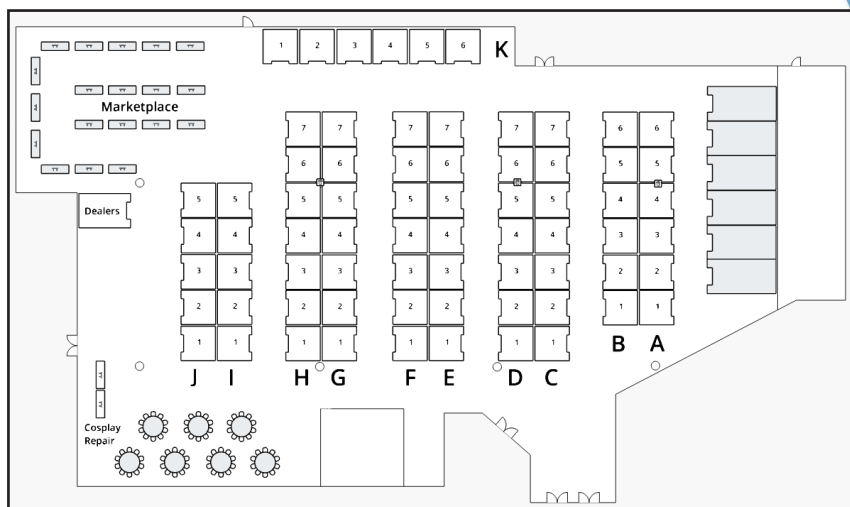 1 2 3 4 5 6 K
Marketplace
7 7 7 7 7 7 6 6
6 6 6 6 6 6 5 5
5 5 5 5 5 5 5 5 4 4
Dealers
4 4 4 4 4 4 4 4 3 3
3 3 3 3 3 3 3 3 2 2
2 2 2 2 2 2 2 2 1 1
1 1 1 1 1 1 1 1 B A
J I H G F E D C
Cosplay
Repair